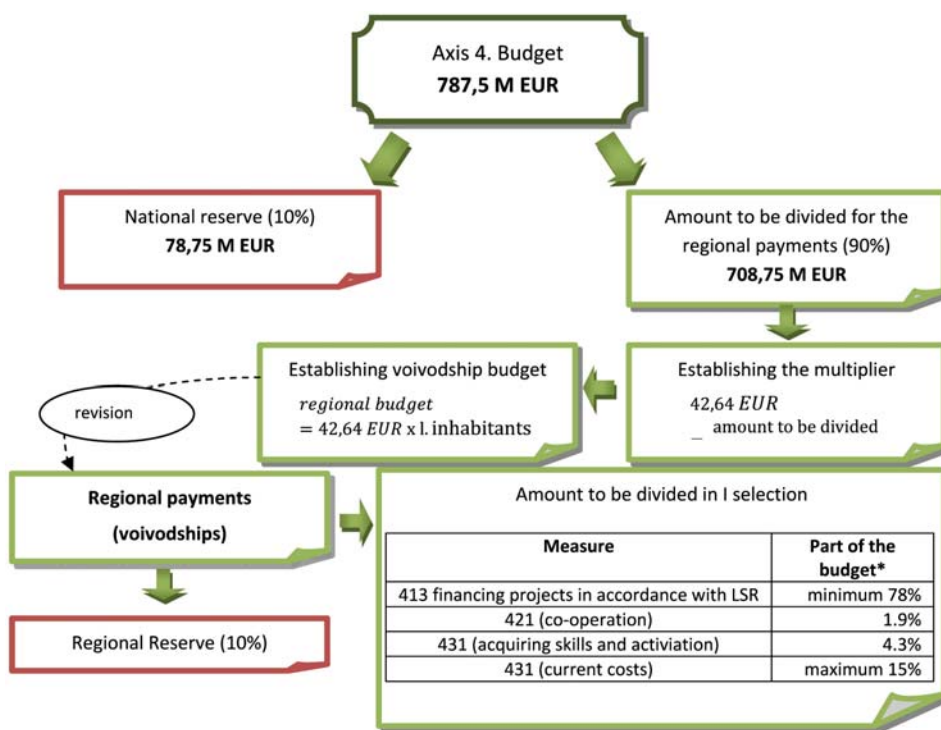 Axis 4. Budget
787,5 M EUR
National reserve (10%)
78,75 M EUR
Amount to be divided for the
regional payments (90%)
708,75 M EUR
Establishing the multiplier
42,64 EUR
_ amount to be divided
Establishing voivodship budget
regional budget
= 42,64 EUR x l. inhabitants
revision
Regional payments
(voivodships)
Regional Reserve (10%)
Amount to be divided in I selection
Measure Part of the
budget*
413 financing projects in accordance with LSR minimum 78%
421 (co-operation) 1.9%
431 (acquiring skills and activiation) 4.3%
431 (current costs) maximum 15%